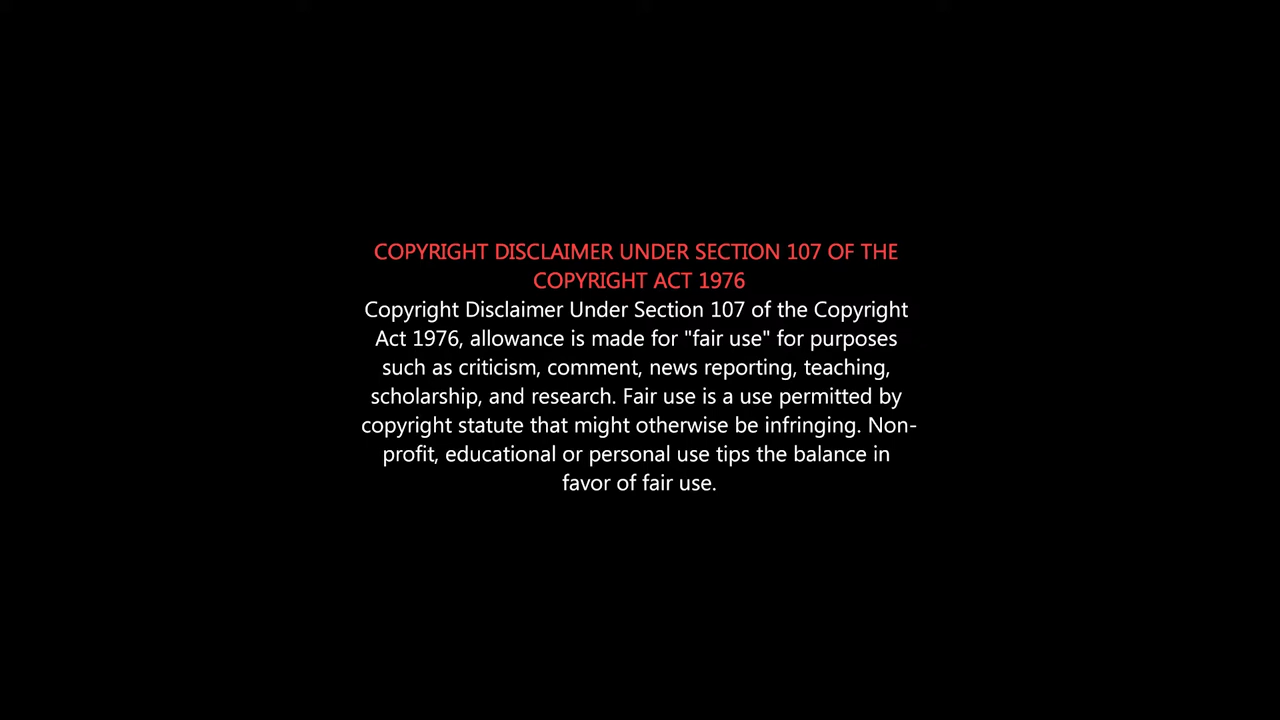 COPYRIGHT DISCLAIMER UNDER SECTION 107 OF THE
COPYRIGHT ACT 1976
Copyright Disclaimer Under Section 107 of the Copyright
Act 1976, allowance is made for "fair use" for purposes
such as criticism, comment, news reporting, teaching,
scholarship, and research. Fair use is a use permitted by
copyright statute that might otherwise be infringing. Non-
profit, educational or personal use tips the balance in
favor of fair use.